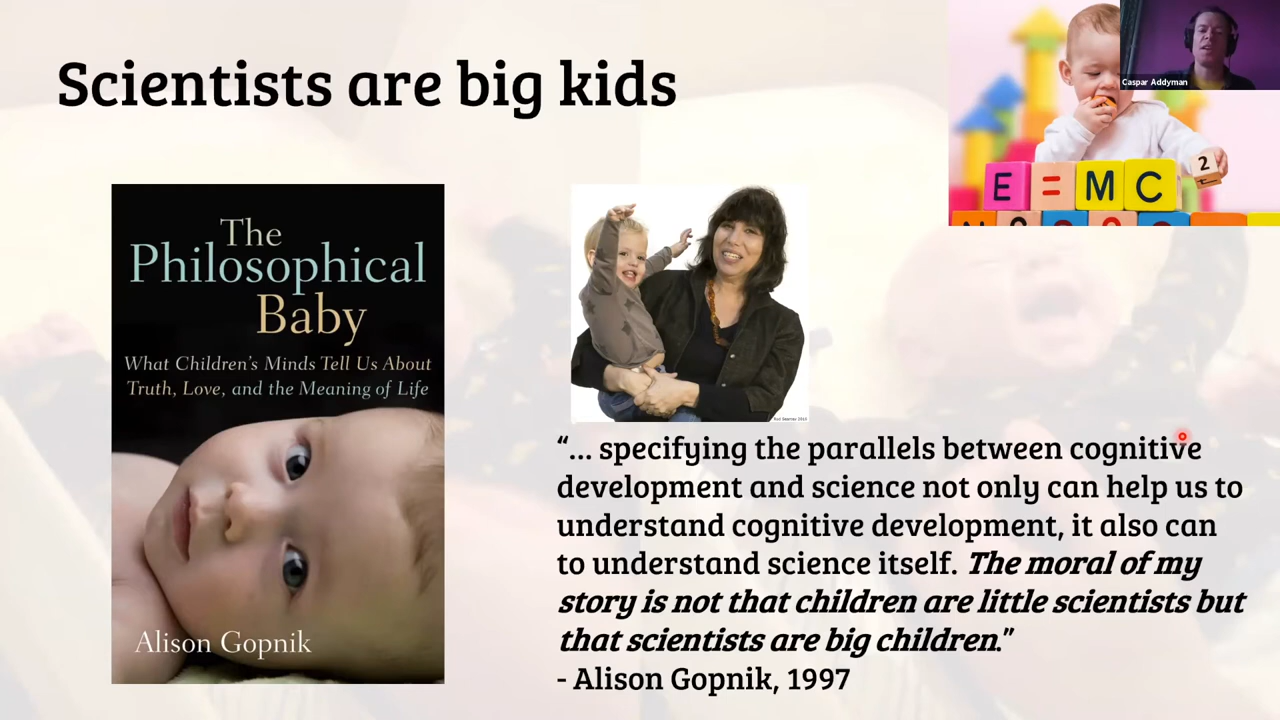 Scientists are big kids
Caspar Addyman
2
E = M C
The
Philosophical
Baby
What Children's Minds Tell Us About
Truth, Love, and the Meaning of Life
Alison Gopnik
“... specifying the parallels between cognitive
development and science not only can help us to
understand cognitive development, it also can
to understand science itself. The moral of my
story is not that children are little scientists but
that scientists are big children.”
- Alison Gopnik, 1997